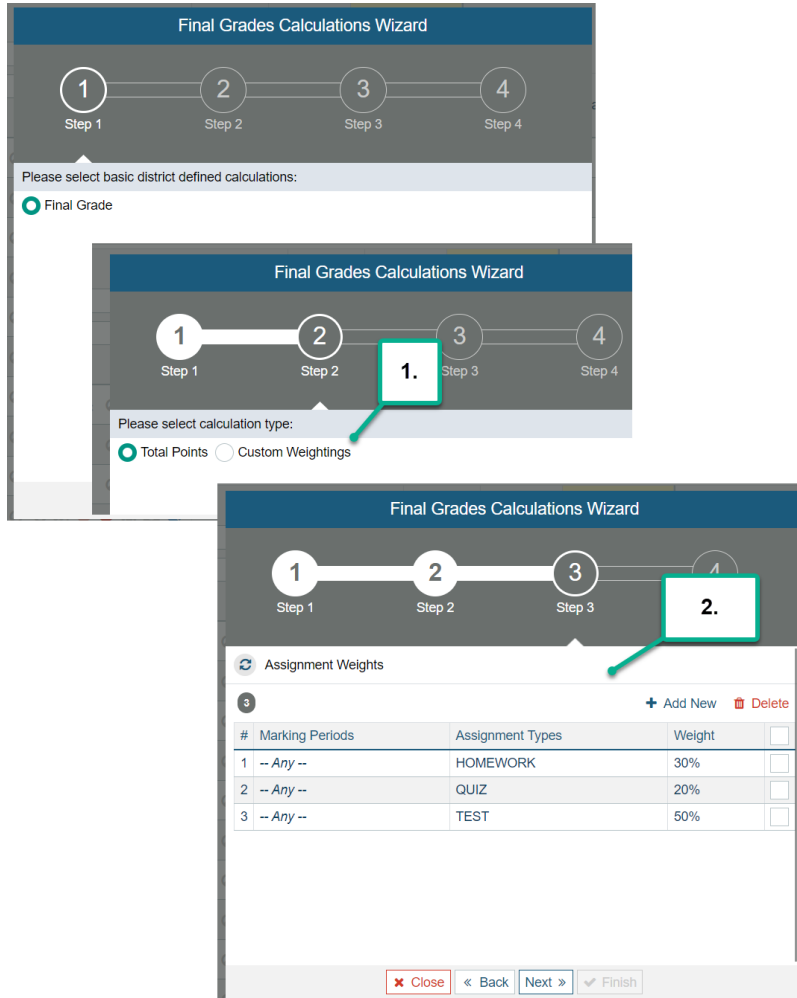 Final Grades Calculations Wizard
1 2 3 4
Step 1 Step 2 Step 3 Step 4
Please select basic district defined calculations:
Final Grade
Final Grades Calculations Wizard
1 2 3 4
Step 1 Step 2 Step 3 Step 4
1.
Please select calculation type:
Total Points Custom Weightings
Final Grades Calculations Wizard
1 2 3 4
Step 1 Step 2 Step 3
2.
Assignment Weights
3 + Add New Delete
# Marking Periods Assignment Types Weight
1 -- Any -- HOMEWORK 30%
2 -- Any -- QUIZ 20%
3 -- Any -- TEST 50%
Close « Back Next » Finish